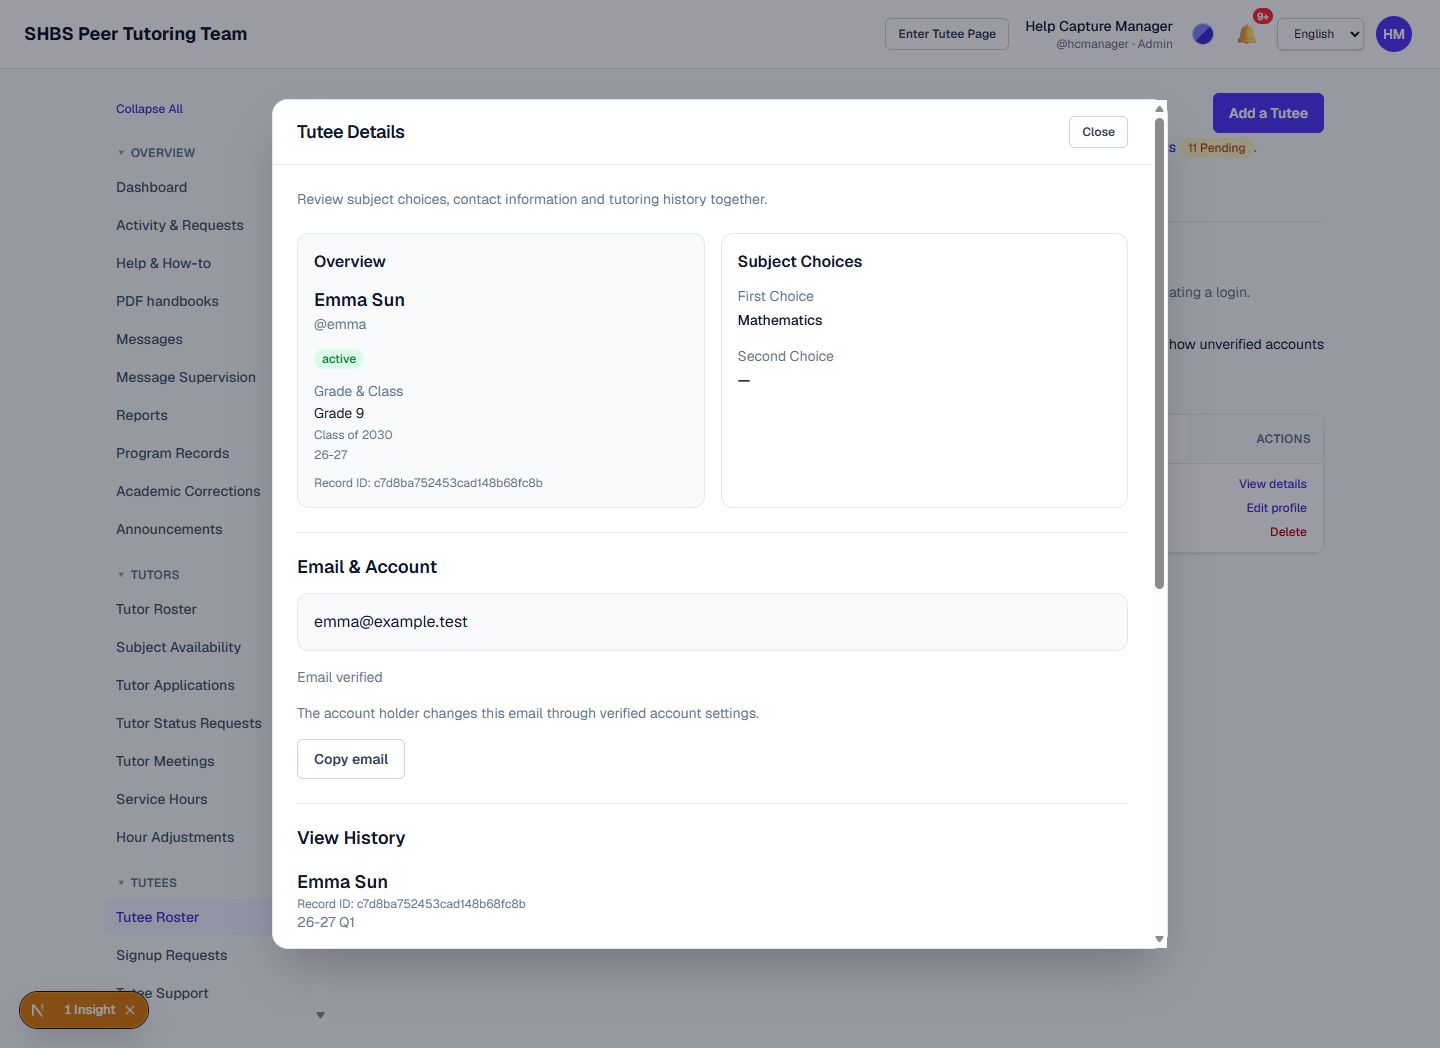 SHBS Peer Tutoring Team
Enter Tutee Page
Help Capture Manager
@hcmanager · Admin
9+
English
HM
Collapse All
OVERVIEW
Dashboard
Activity & Requests
Help & How-to
PDF handbooks
Messages
Message Supervision
Reports
Program Records
Academic Corrections
Announcements
TUTORS
Tutor Roster
Subject Availability
Tutor Applications
Tutor Status Requests
Tutor Meetings
Service Hours
Hour Adjustments
TUTEES
Tutee Roster
Signup Requests
Tutee Support
1 Insight
Tutee Details
Close
Review subject choices, contact information and tutoring history together.
Overview
Emma Sun
@emma
active
Grade & Class
Grade 9
Class of 2030
26-27
Record ID: c7d8ba752453cad148b68fc8b
Subject Choices
First Choice
Mathematics
Second Choice
—
Email & Account
emma@example.test
Email verified
The account holder changes this email through verified account settings.
Copy email
View History
Emma Sun
Record ID: c7d8ba752453cad148b68fc8b
26-27 Q1
Add a Tutee
s 11 Pending .
ating a login.
how unverified accounts
ACTIONS
View details
Edit profile
Delete